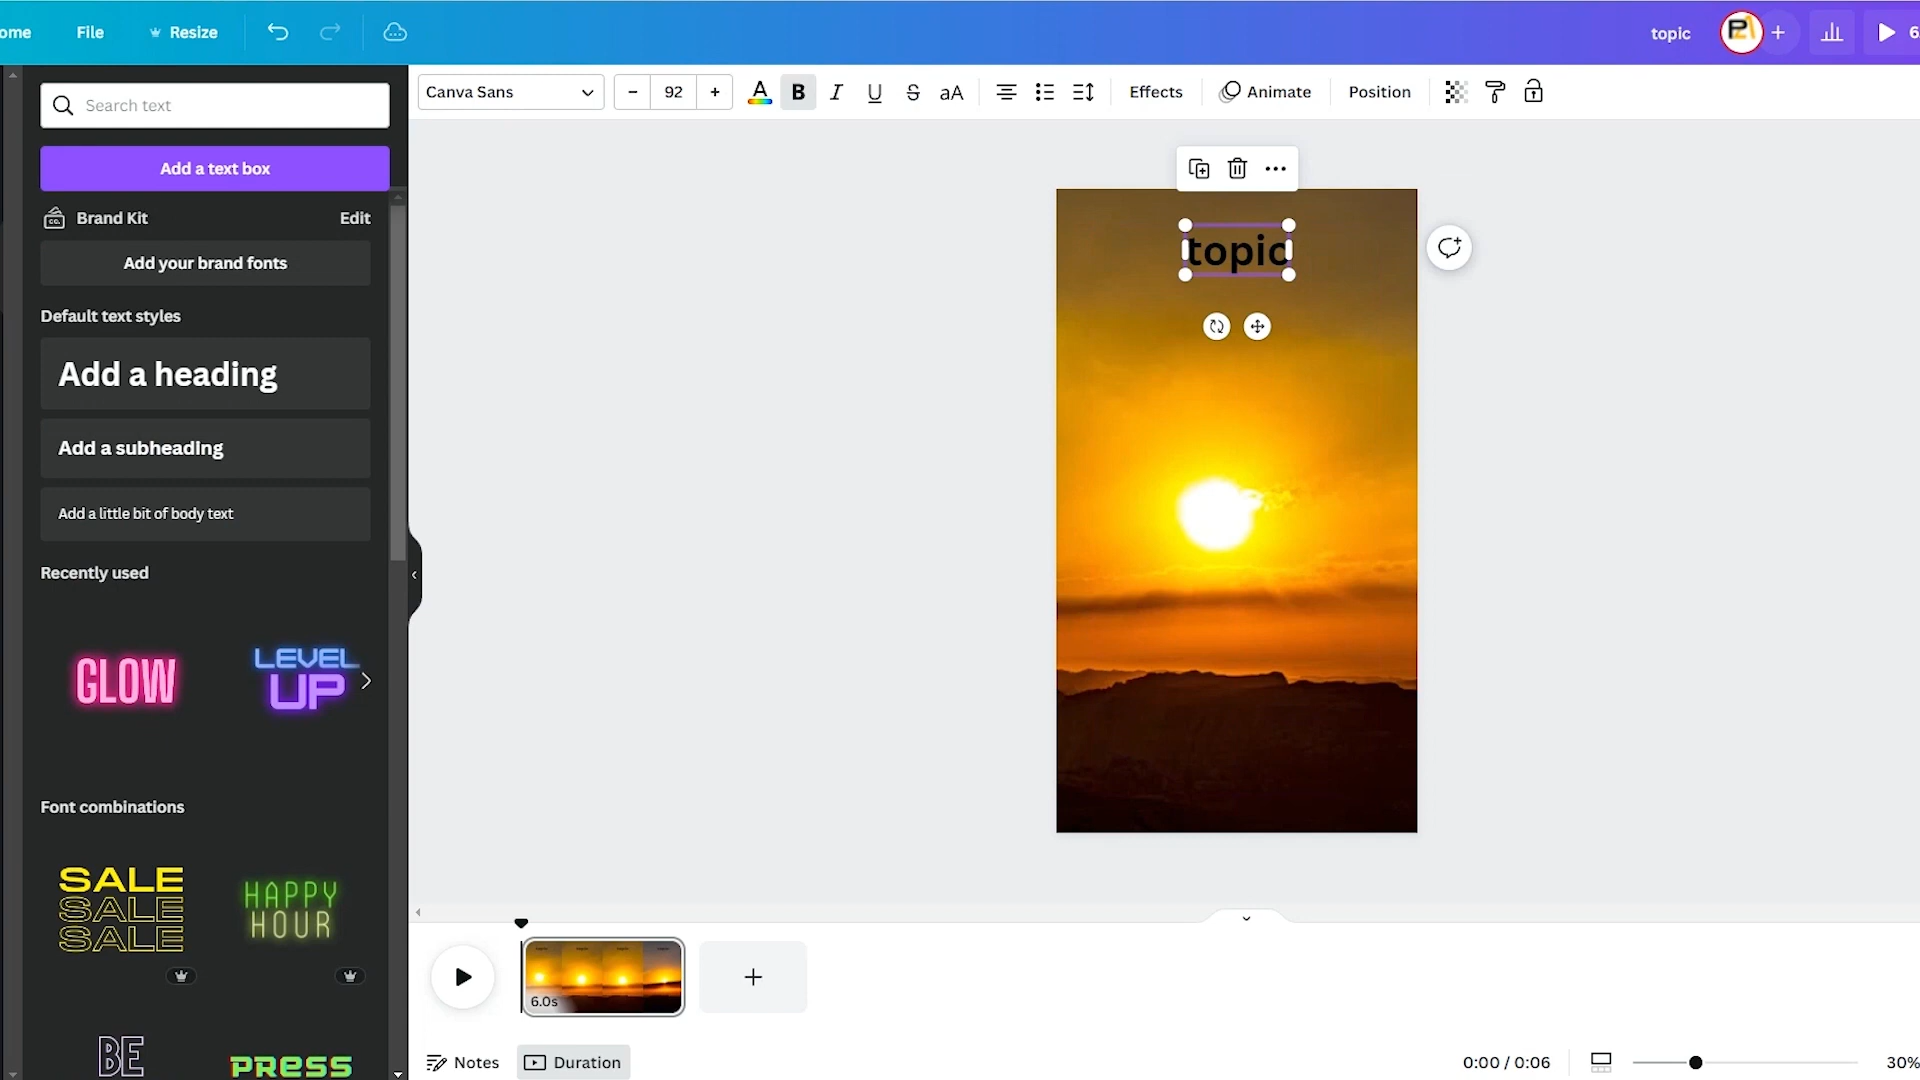 ome File Resize topic 6.
Search text
Canva Sans – 92 + A B I U S aA Effects Animate Position
Add a text box
Brand Kit Edit
Add your brand fonts
Default text styles
Add a heading
Add a subheading
Add a little bit of body text
Recently used
GLOW
LEVEL
UP
Font combinations
SALE
SALE
SALE
HAPPY
HOUR
BE
PRESS
topic
6.0s
Notes Duration 0:00 / 0:06 30%